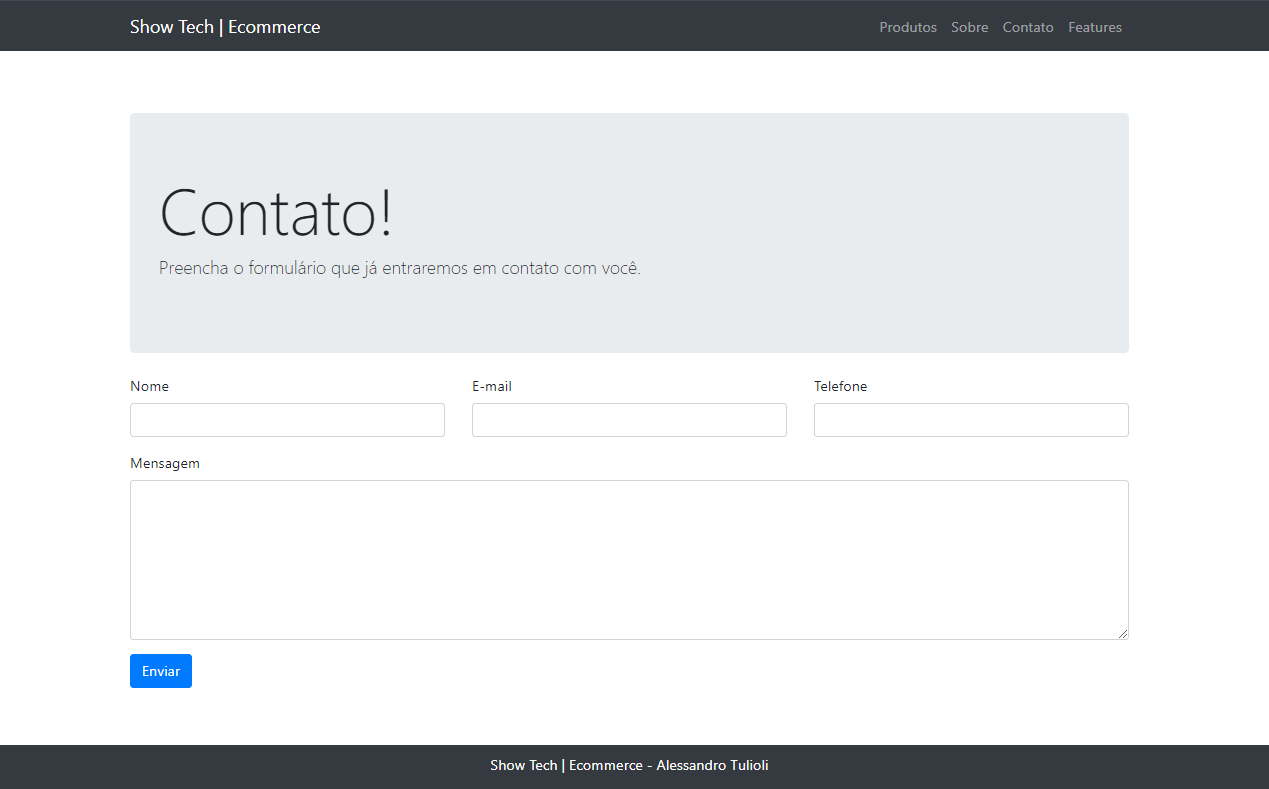 Show Tech | Ecommerce Produtos Sobre Contato Features
Contato!
Preencha o formulário que já entraremos em contato com você.
Nome E-mail Telefone
Mensagem
Enviar
Show Tech | Ecommerce - Alessandro Tulioli